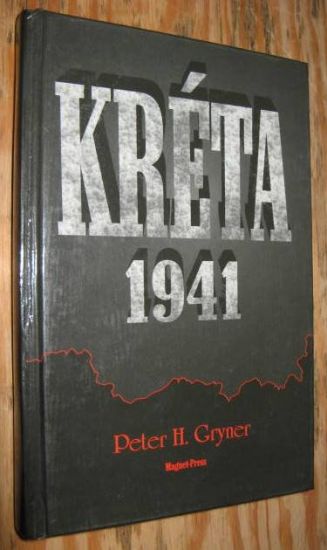 KRÉTA
1941
Peter H. Gryner
Magnet-Press